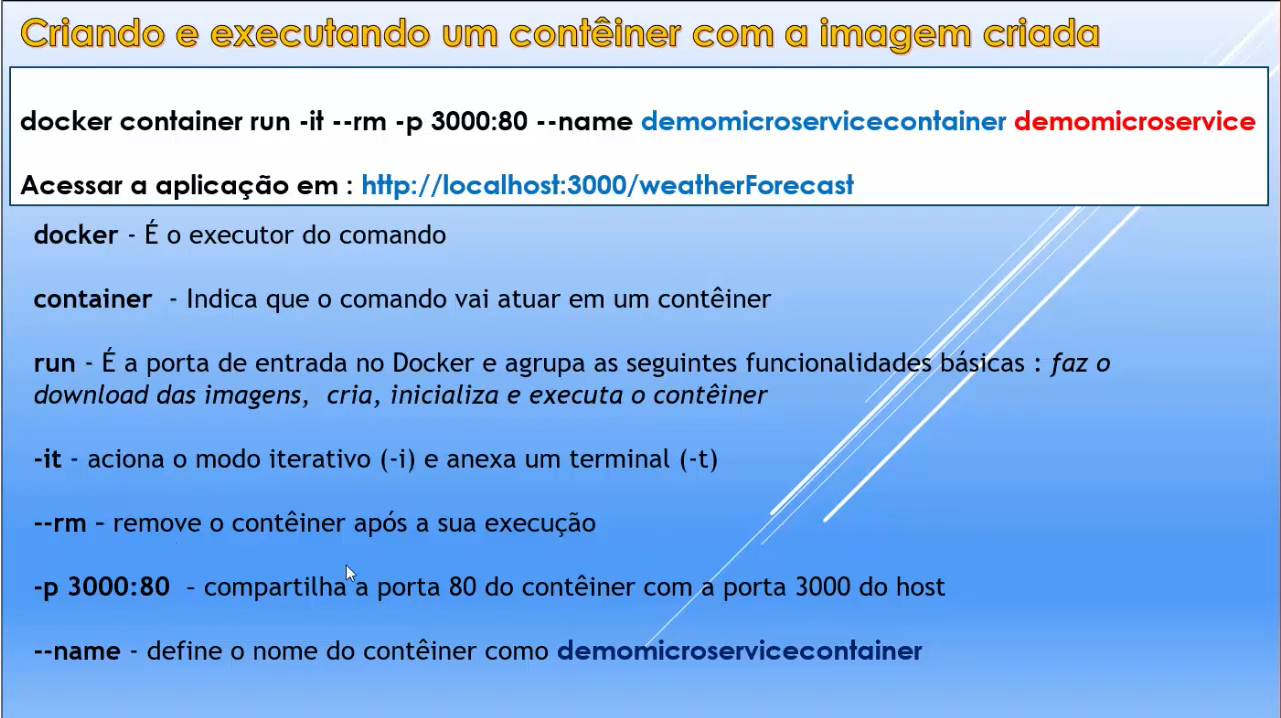 Criando e executando um contêiner com a imagem criada
docker container run -it --rm -p 3000:80 --name demomicroservicecontainer demomicroservice
Acessar a aplicação em : http://localhost:3000/weatherForecast
docker - É o executor do comando
container - Indica que o comando vai atuar em um contêiner
run - É a porta de entrada no Docker e agrupa as seguintes funcionalidades básicas : faz o
download das imagens, cria, inicializa e executa o contêiner
-it - aciona o modo iterativo (-i) e anexa um terminal (-t)
--rm – remove o contêiner após a sua execução
-p 3000:80 – compartilha a porta 80 do contêiner com a porta 3000 do host
--name - define o nome do contêiner como demomicroservicecontainer